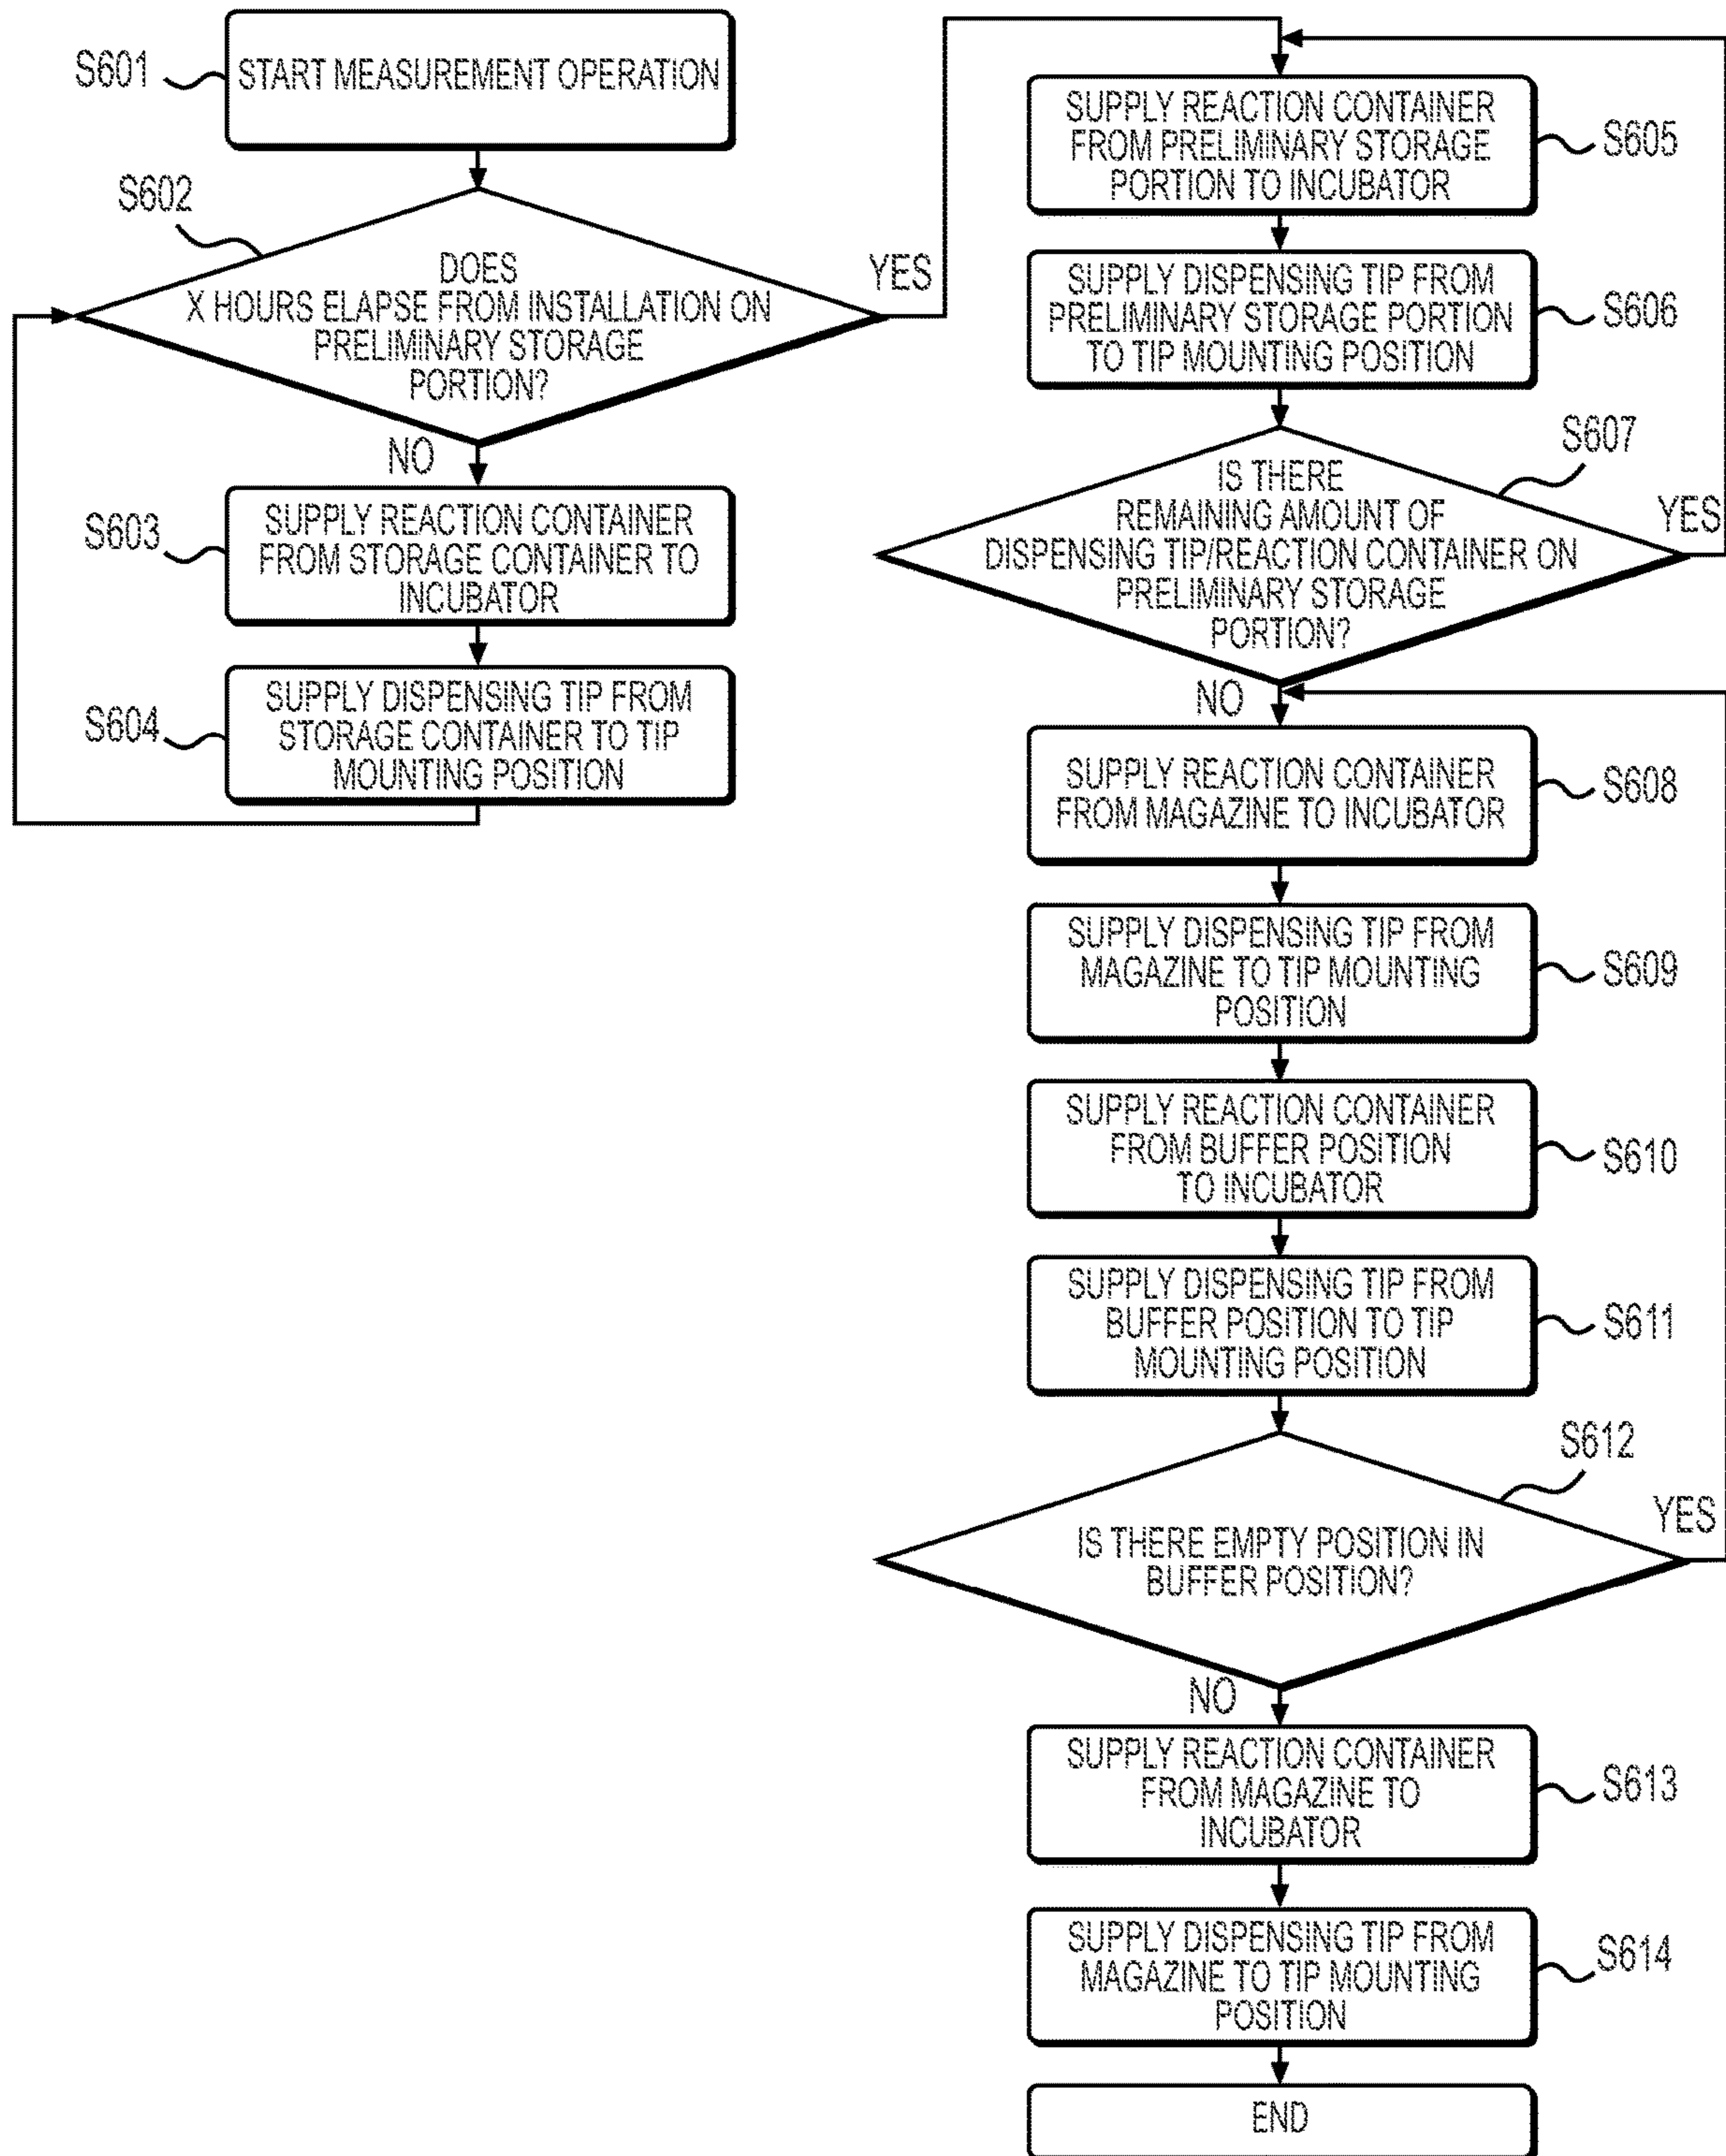 S601
START MEASUREMENT OPERATION
S602
DOES
X HOURS ELAPSE FROM INSTALLATION ON
PRELIMINARY STORAGE
PORTION?
YES
NO
S603
SUPPLY REACTION CONTAINER
FROM STORAGE CONTAINER TO
INCUBATOR
S604
SUPPLY DISPENSING TIP FROM
STORAGE CONTAINER TO TIP
MOUNTING POSITION
SUPPLY REACTION CONTAINER
FROM PRELIMINARY STORAGE
PORTION TO INCUBATOR
S605
SUPPLY DISPENSING TIP FROM
PRELIMINARY STORAGE PORTION
TO TIP MOUNTING POSITION
S606
S607
IS THERE
REMAINING AMOUNT OF
DISPENSING TIP/REACTION CONTAINER ON
PRELIMINARY STORAGE
PORTION?
YES
NO
SUPPLY REACTION CONTAINER
FROM MAGAZINE TO INCUBATOR
S608
SUPPLY DISPENSING TIP FROM
MAGAZINE TO TIP MOUNTING
POSITION
S609
SUPPLY REACTION CONTAINER
FROM BUFFER POSITION
TO INCUBATOR
S610
SUPPLY DISPENSING TIP FROM
BUFFER POSITION TO TIP
MOUNTING POSITION
S611
S612
IS THERE EMPTY POSITION IN
BUFFER POSITION?
YES
NO
SUPPLY REACTION CONTAINER
FROM MAGAZINE TO
INCUBATOR
S613
SUPPLY DISPENSING TIP FROM
MAGAZINE TO TIP MOUNTING
POSITION
S614
END